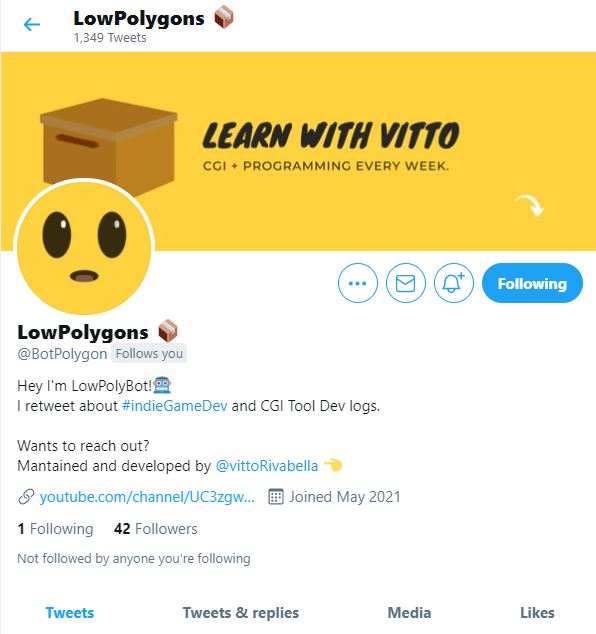 LowPolygons
1,349 Tweets
LEARN WITH VITTO
CGI + PROGRAMMING EVERY WEEK.
Following
LowPolygons
@BotPolygon Follows you
Hey I'm LowPolyBot!🤖
I retweet about #indieGameDev and CGI Tool Dev logs.
Wants to reach out?
Mantained and developed by @vittoRivabella 👈
youtube.com/channel/UC3zgw... Joined May 2021
1 Following 42 Followers
Not followed by anyone you're following
Tweets Tweets & replies Media Likes